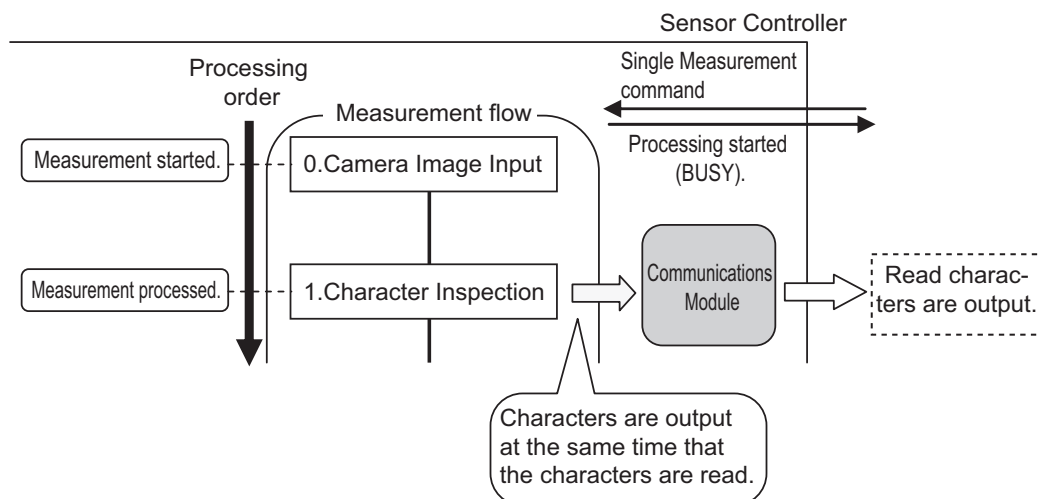 Sensor Controller
Processing
order
Single Measurement
command
Measurement flow
Processing started
(BUSY).
Measurement started.
0.Camera Image Input
Measurement processed.
1.Character Inspection
Communications
Module
Read charac-
ters are output.
Characters are output
at the same time that
the characters are read.